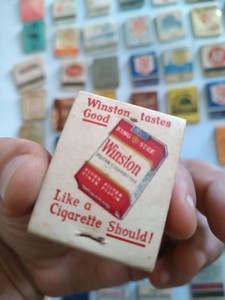 Winston tastes
Good
KING SIZE
Winston
FILTER CIGARETTES
Like a
Cigarette Should!